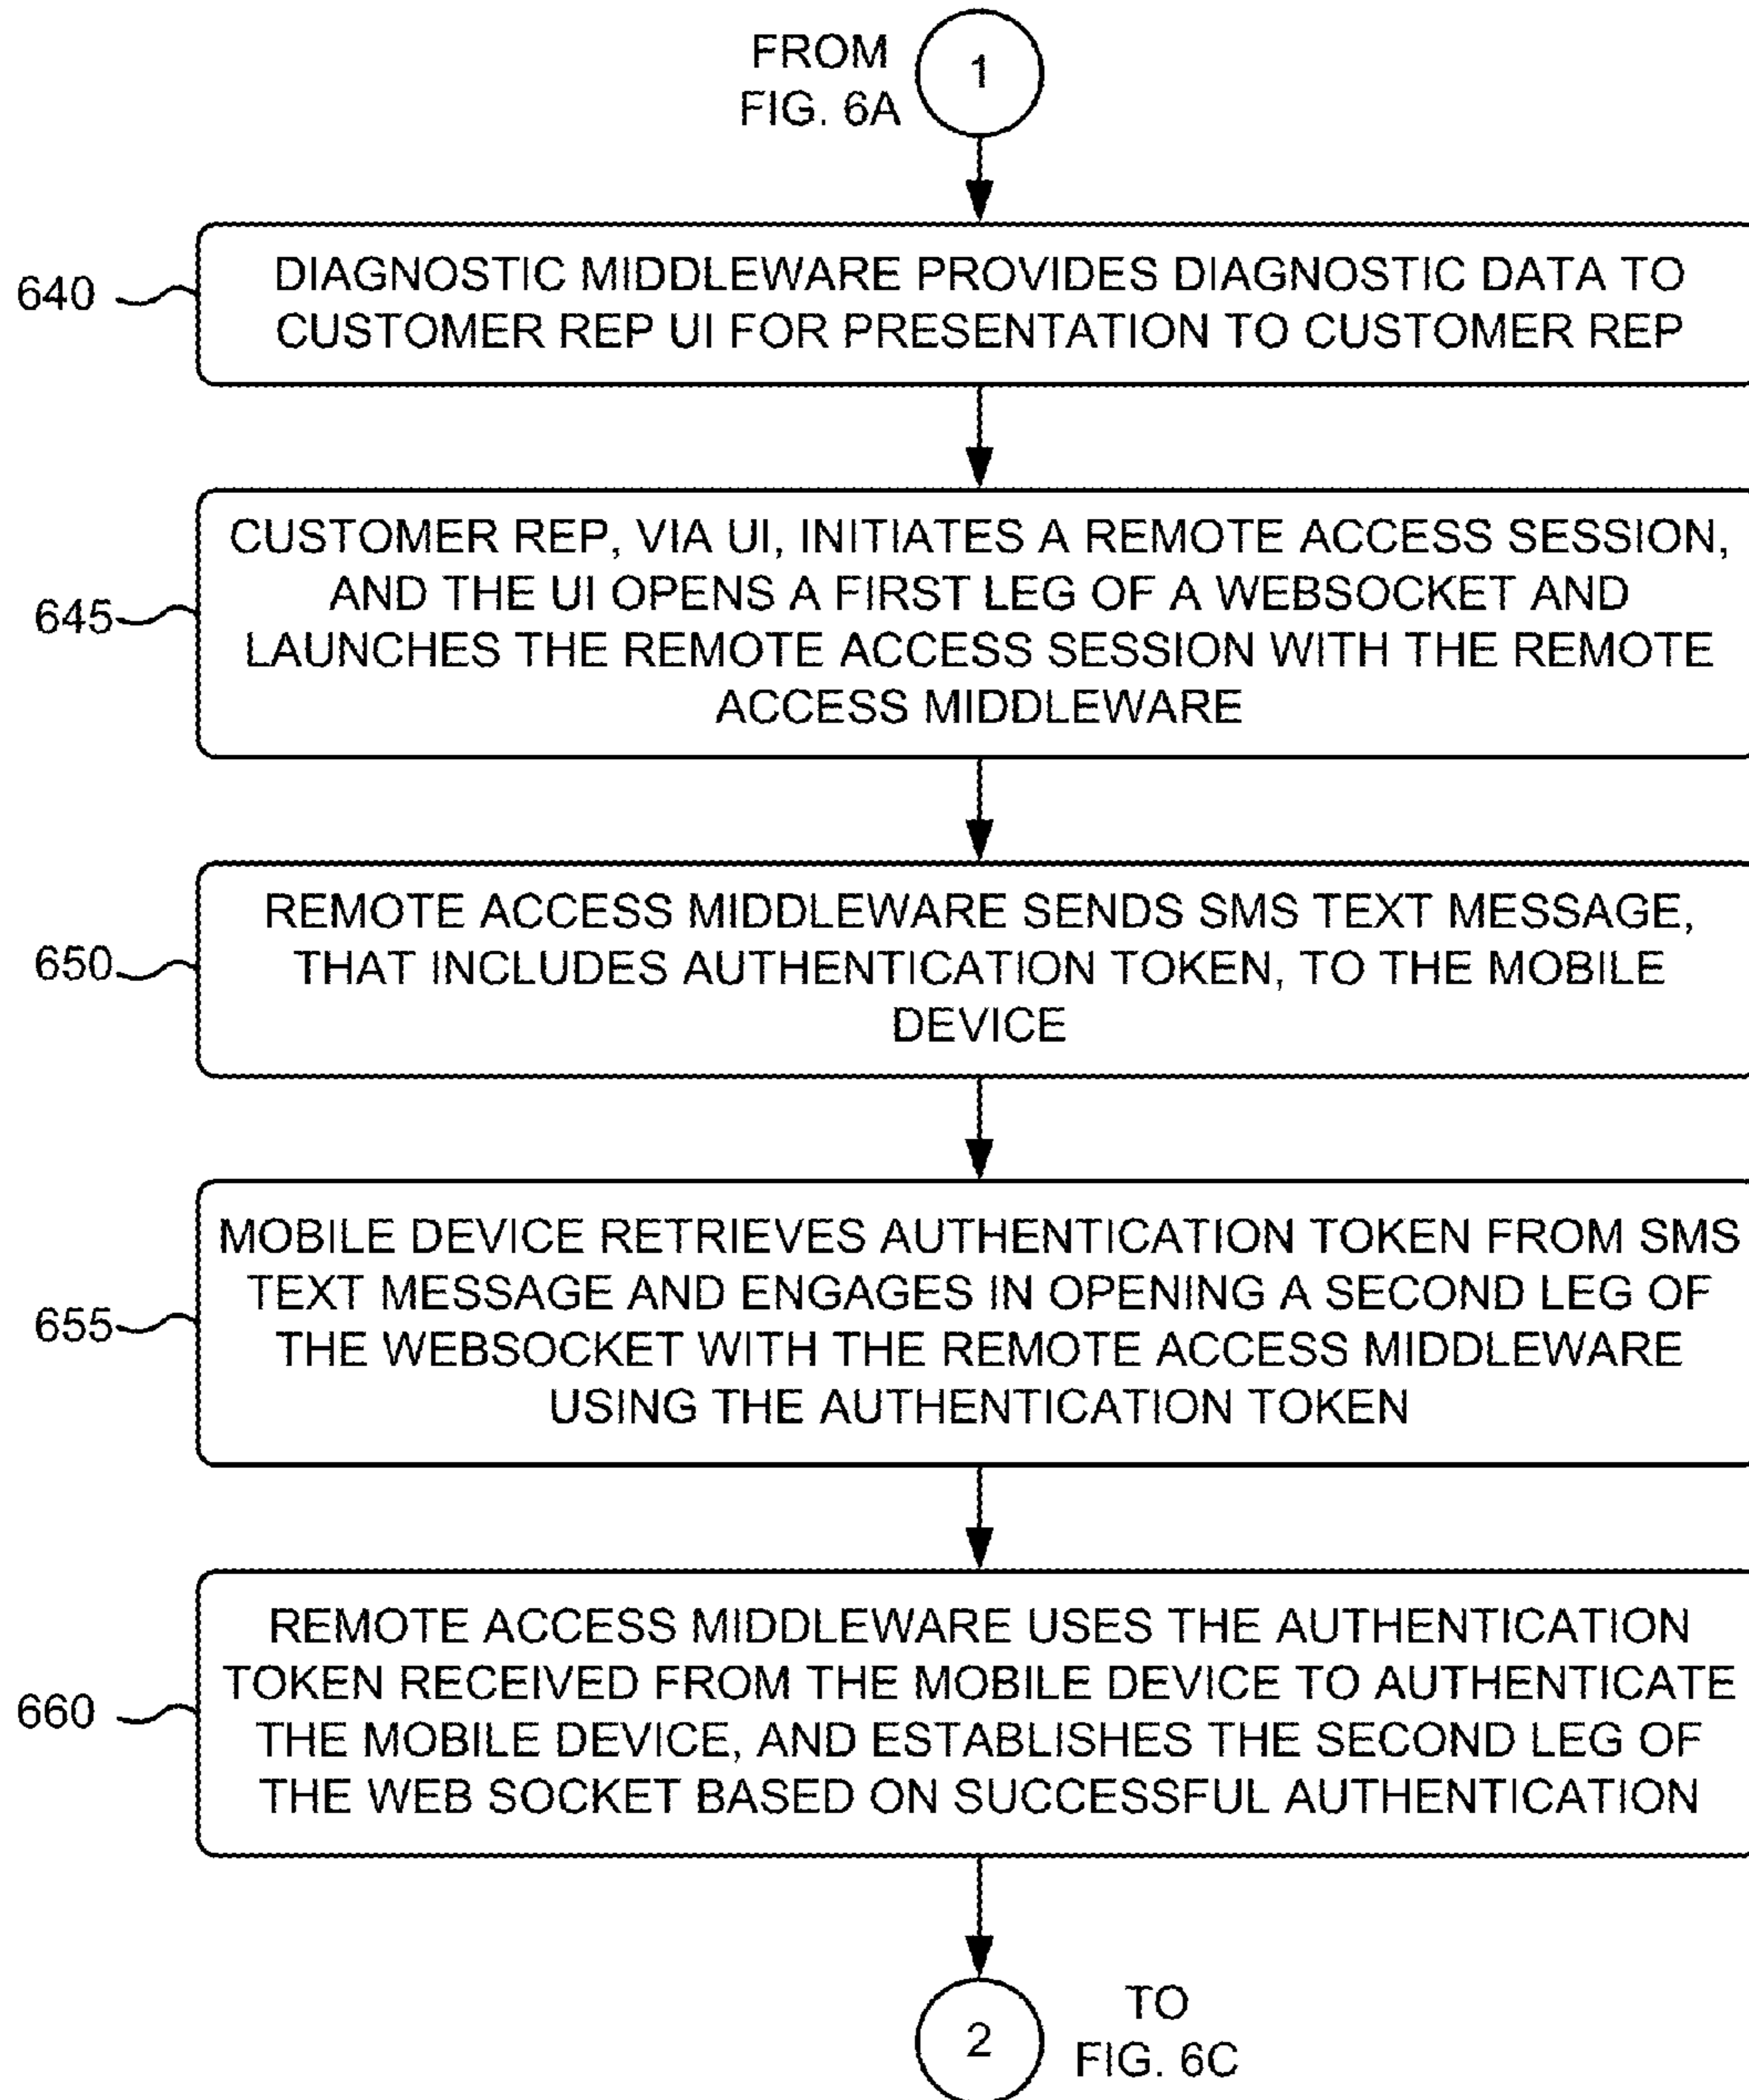 FROM
FIG. 6A
1
640
DIAGNOSTIC MIDDLEWARE PROVIDES DIAGNOSTIC DATA TO
CUSTOMER REP UI FOR PRESENTATION TO CUSTOMER REP
645
CUSTOMER REP, VIA UI, INITIATES A REMOTE ACCESS SESSION,
AND THE UI OPENS A FIRST LEG OF A WEBSOCKET AND
LAUNCHES THE REMOTE ACCESS SESSION WITH THE REMOTE
ACCESS MIDDLEWARE
650
REMOTE ACCESS MIDDLEWARE SENDS SMS TEXT MESSAGE,
THAT INCLUDES AUTHENTICATION TOKEN, TO THE MOBILE
DEVICE
655
MOBILE DEVICE RETRIEVES AUTHENTICATION TOKEN FROM SMS
TEXT MESSAGE AND ENGAGES IN OPENING A SECOND LEG OF
THE WEBSOCKET WITH THE REMOTE ACCESS MIDDLEWARE
USING THE AUTHENTICATION TOKEN
660
REMOTE ACCESS MIDDLEWARE USES THE AUTHENTICATION
TOKEN RECEIVED FROM THE MOBILE DEVICE TO AUTHENTICATE
THE MOBILE DEVICE, AND ESTABLISHES THE SECOND LEG OF
THE WEB SOCKET BASED ON SUCCESSFUL AUTHENTICATION
2
TO
FIG. 6C